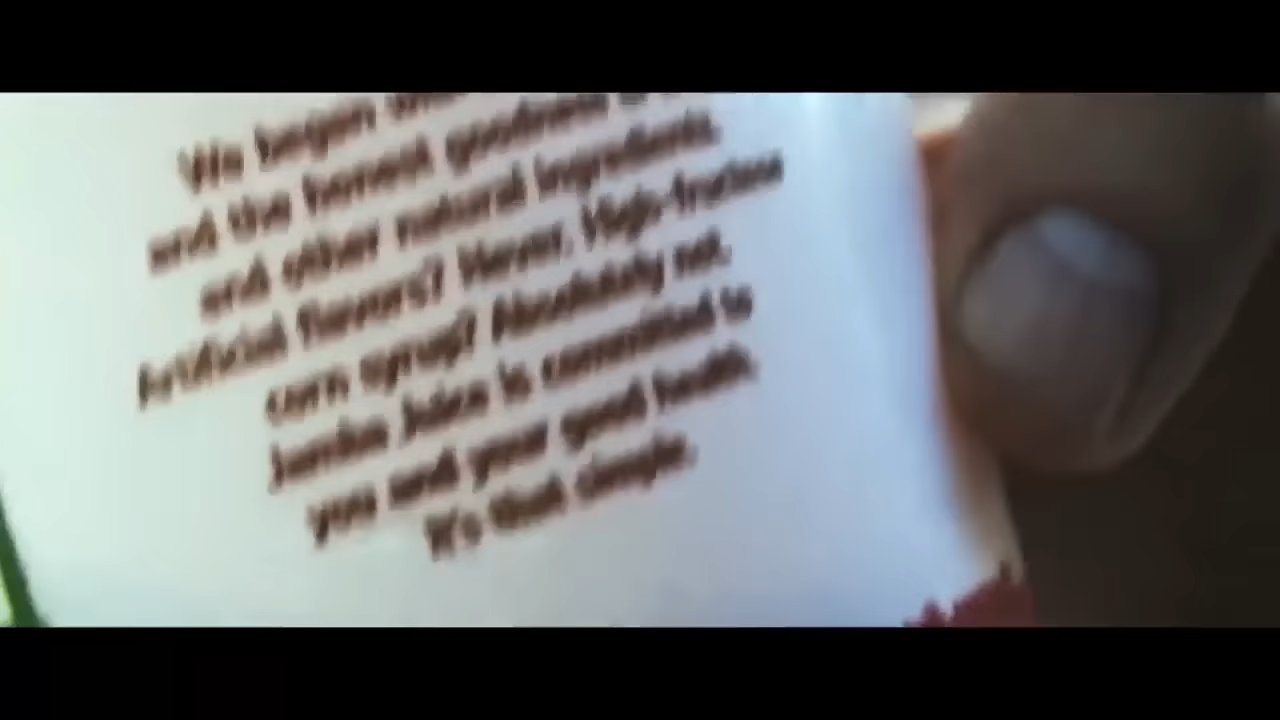 We began
and the honest goodness
and other natural ingredients.
Artificial flavors? Never. High-fructose
corn syrup? Absolutely not.
Jamba Juice is committed to
you and your good health.
It's that simple.